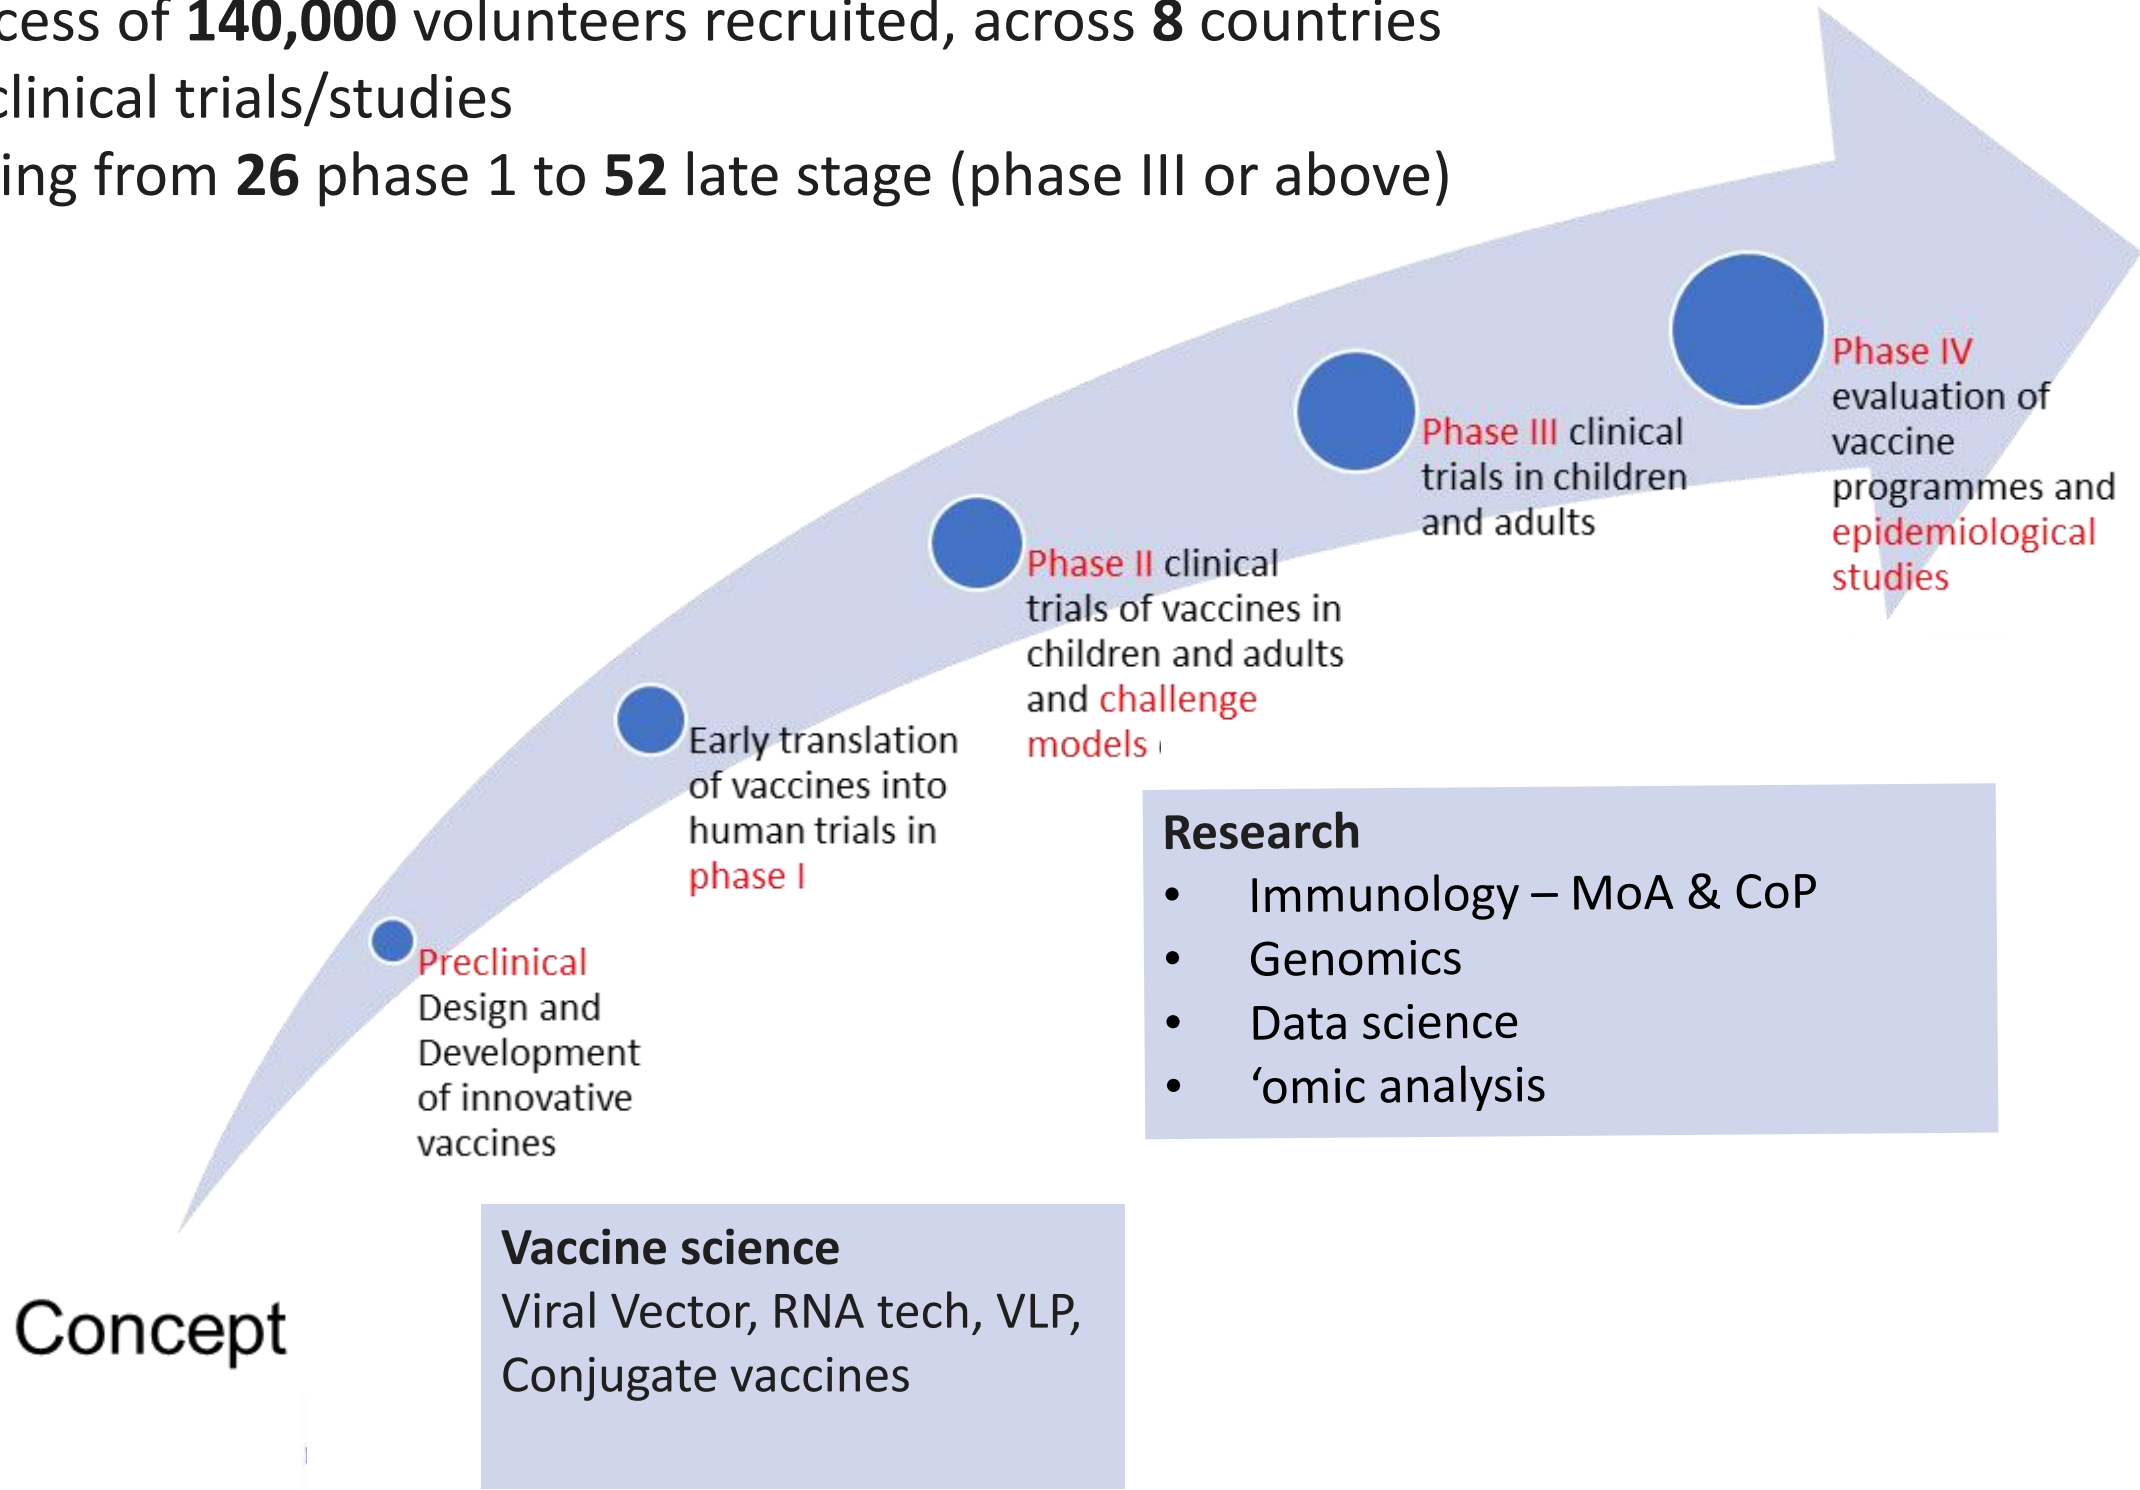 cess of 140,000 volunteers recruited, across 8 countries
clinical trials/studies
ing from 26 phase 1 to 52 late stage (phase III or above)
Phase IV
evaluation of
vaccine
programmes and
epidemiological
studies
Phase III clinical
trials in children
and adults
Phase II clinical
trials of vaccines in
children and adults
and challenge
models
Early translation
of vaccines into
human trials in
phase I
Preclinical
Design and
Development
of innovative
vaccines
Research
• Immunology – MoA & CoP
• Genomics
• Data science
• ‘omic analysis
Vaccine science
Viral Vector, RNA tech, VLP,
Conjugate vaccines
Concept